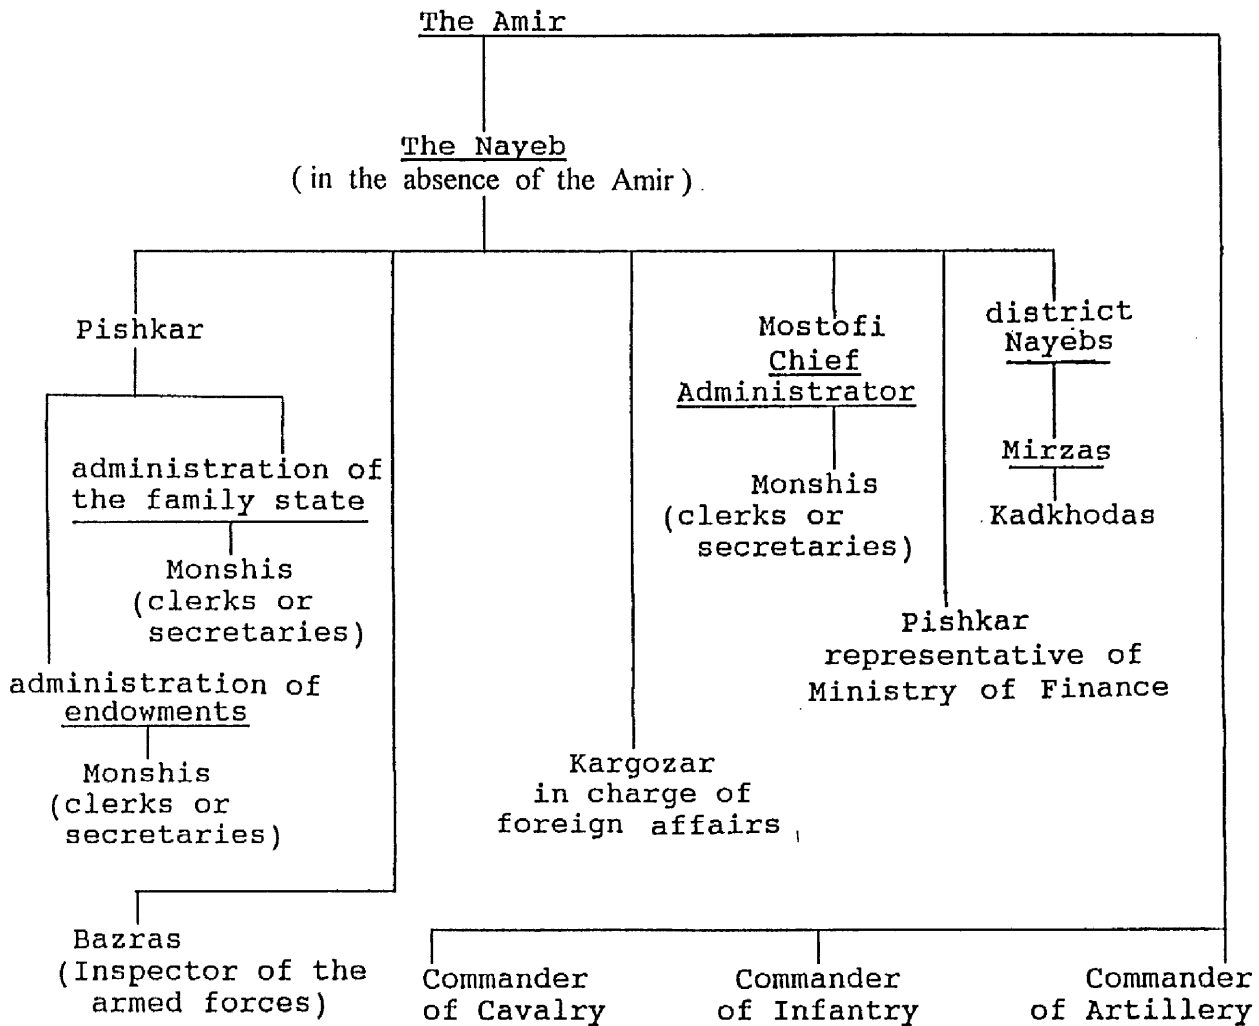 The Amir
The Nayeb
(in the absence of the Amir)
Pishkar
administration of
the family state
Monshis
(clerks or
secretaries)
administration of
endowments
Monshis
(clerks or
secretaries)
Bazras
(Inspector of the
armed forces)
Kargozar
in charge of
foreign affairs
Mostofi
Chief
Administrator
Monshis
(clerks or
secretaries)
Pishkar
representative of
Ministry of Finance
district
Nayebs
Mirzas
Kadkhodas
Commander
of Cavalry
Commander
of Infantry
Commander
of Artillery